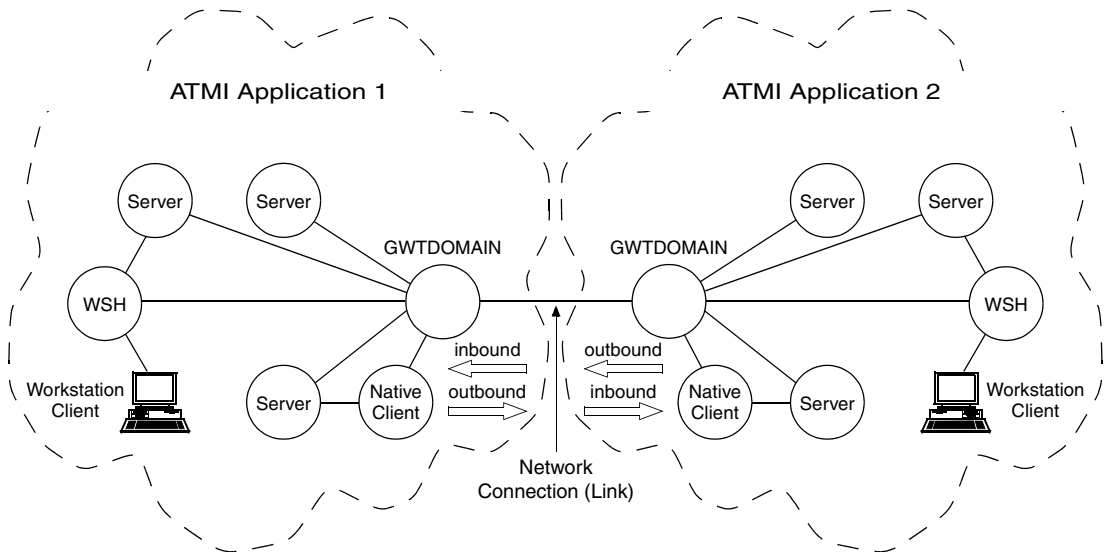 ATMI Application 1
ATMI Application 2
Server
Server
Server
Server
GWTDOMAIN
GWTDOMAIN
WSH
WSH
inbound
outbound
outbound
inbound
Workstation
Client
Server
Native
Client
Native
Client
Server
Workstation
Client
Network
Connection (Link)